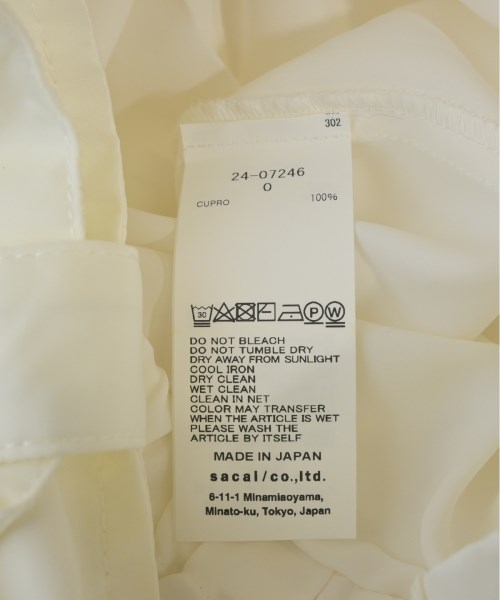 302
24-07246
0
CUPRO 100%
30 P W
DO NOT BLEACH
DO NOT TUMBLE DRY
DRY AWAY FROM SUNLIGHT
COOL IRON
DRY CLEAN
WET CLEAN
CLEAN IN NET
COLOR MAY TRANSFER
WHEN THE ARTICLE IS WET
PLEASE WASH THE
ARTICLE BY ITSELF
MADE IN JAPAN
sacai/co.,ltd.
6-11-1 Minamiaoyama,
Minato-ku, Tokyo, Japan